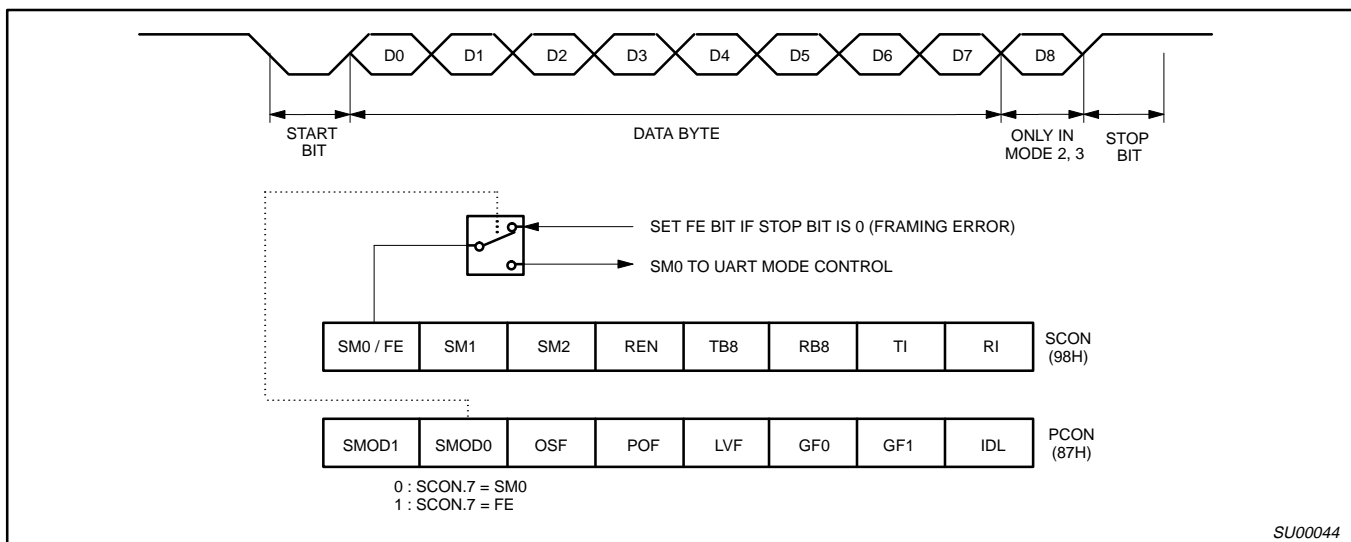 D0 D1 D2 D3 D4 D5 D6 D7 D8
START
BIT
DATA BYTE
ONLY IN
MODE 2, 3
STOP
BIT
SET FE BIT IF STOP BIT IS 0 (FRAMING ERROR)
SM0 TO UART MODE CONTROL
SM0 / FE SM1 SM2 REN TB8 RB8 TI RI
SCON
(98H)
SMOD1 SMOD0 OSF POF LVF GF0 GF1 IDL
PCON
(87H)
0 : SCON.7 = SM0
1 : SCON.7 = FE
SU00044